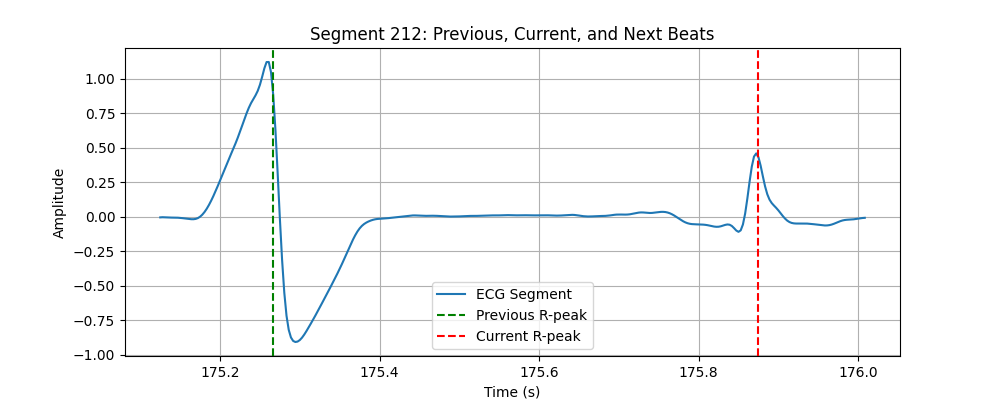 Segment 212: Previous, Current, and Next Beats
Amplitude
1.00
0.75
0.50
0.25
0.00
−0.25
−0.50
−0.75
−1.00
ECG Segment
Previous R-peak
Current R-peak
175.2 175.4 175.6 175.8 176.0
Time (s)